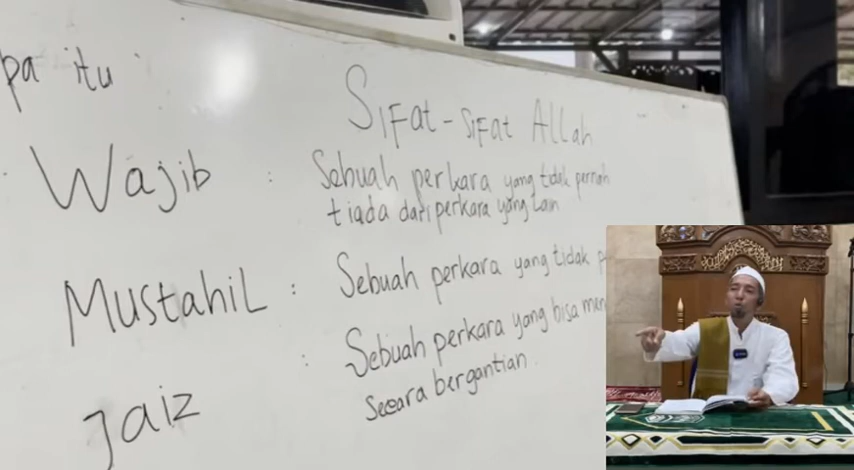 pa itu
Sifat-sifat Allah
Wajib : Sebuah perkara yang tidak pernah
tiada dari perkara yang Lain
Mustahil : Sebuah perkara yang tidak
Jaiz : Sebuah perkara yang bisa
Secara bergantian.